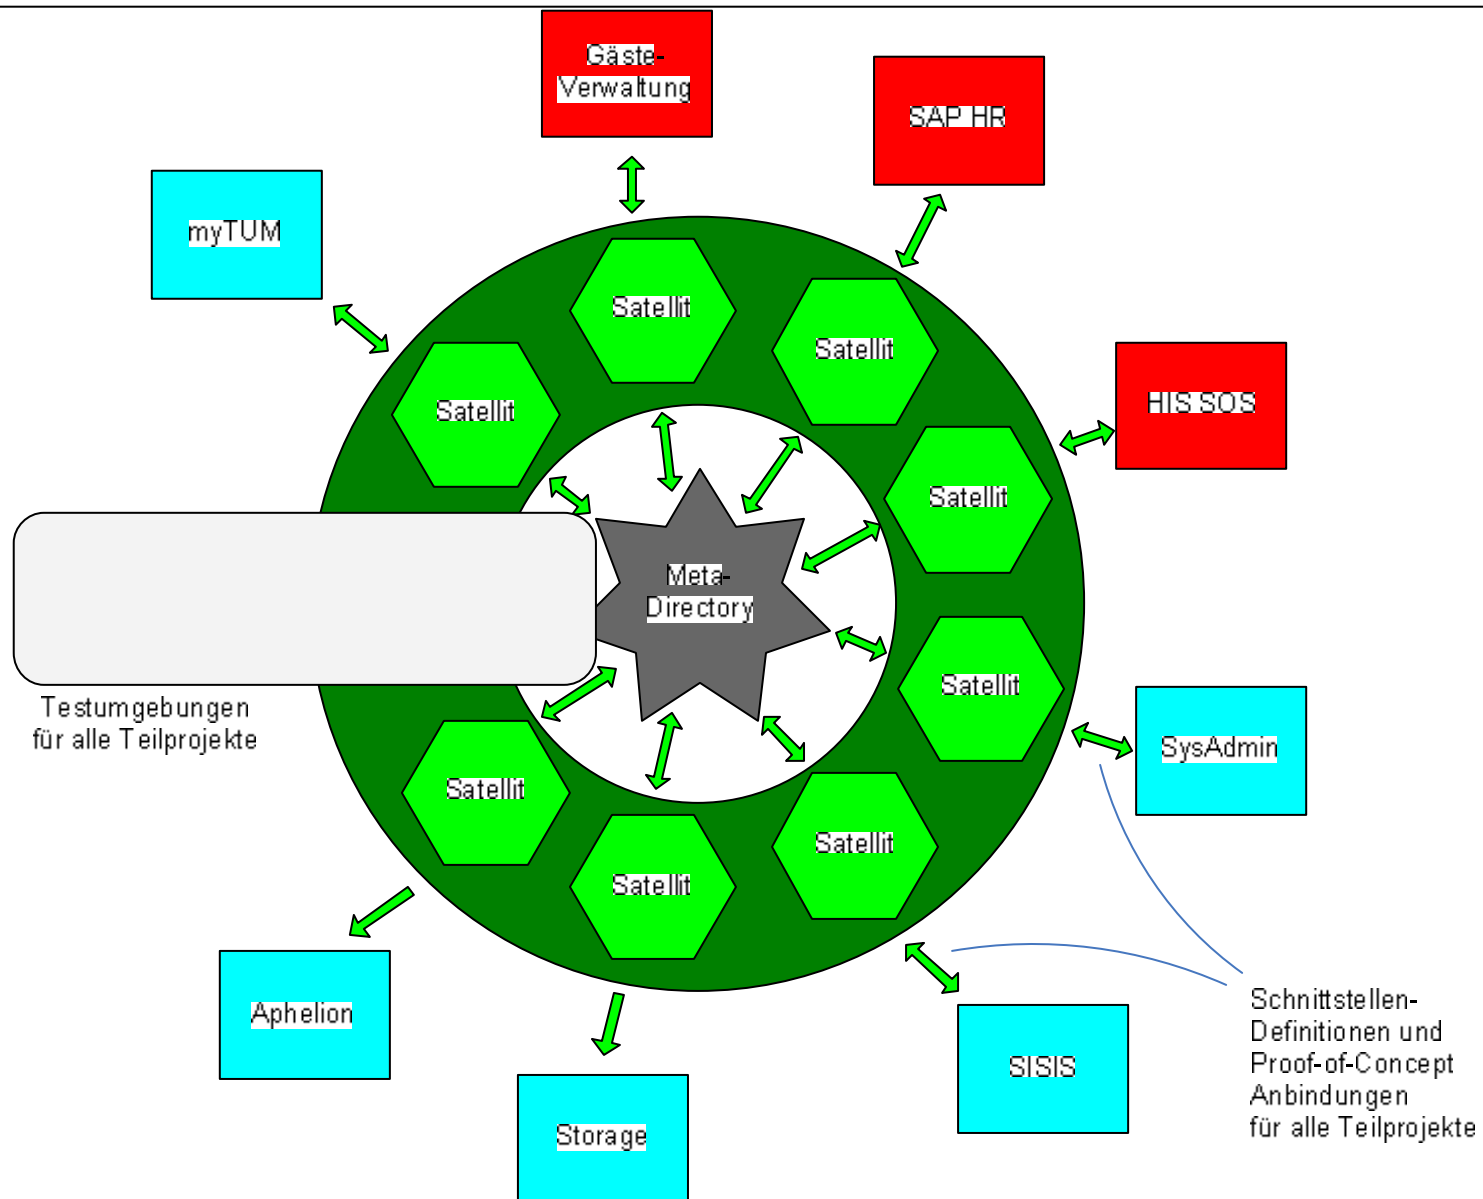 Gäste-
Verwaltung
SAP HR
myTUM
Satellit
Satellit
Satellit
HIS SOS
Satellit
Meta-
Directory
Satellit
Testumgebungen
für alle Teilprojekte
SysAdmin
Satellit
Satellit
Satellit
Aphelion
Schnittstellen-
Definitionen und
Proof-of-Concept
Anbindungen
für alle Teilprojekte
SISIS
Storage